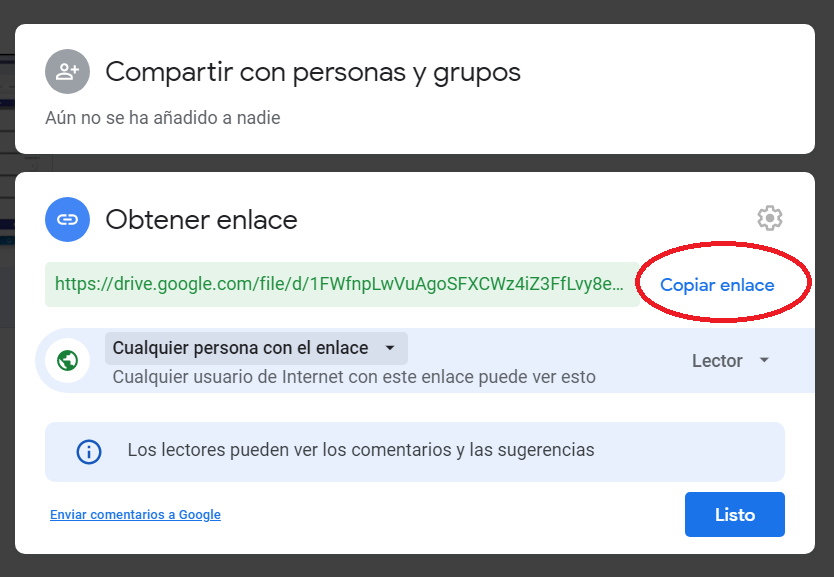 Compartir con personas y grupos
Aún no se ha añadido a nadie
Obtener enlace
https://drive.google.com/file/d/1FWfnpLwVuAgoSFXCWz4iZ3FfLvy8e...
Copiar enlace
Cualquier persona con el enlace
Cualquier usuario de Internet con este enlace puede ver esto
Lector
Los lectores pueden ver los comentarios y las sugerencias
Enviar comentarios a Google
Listo